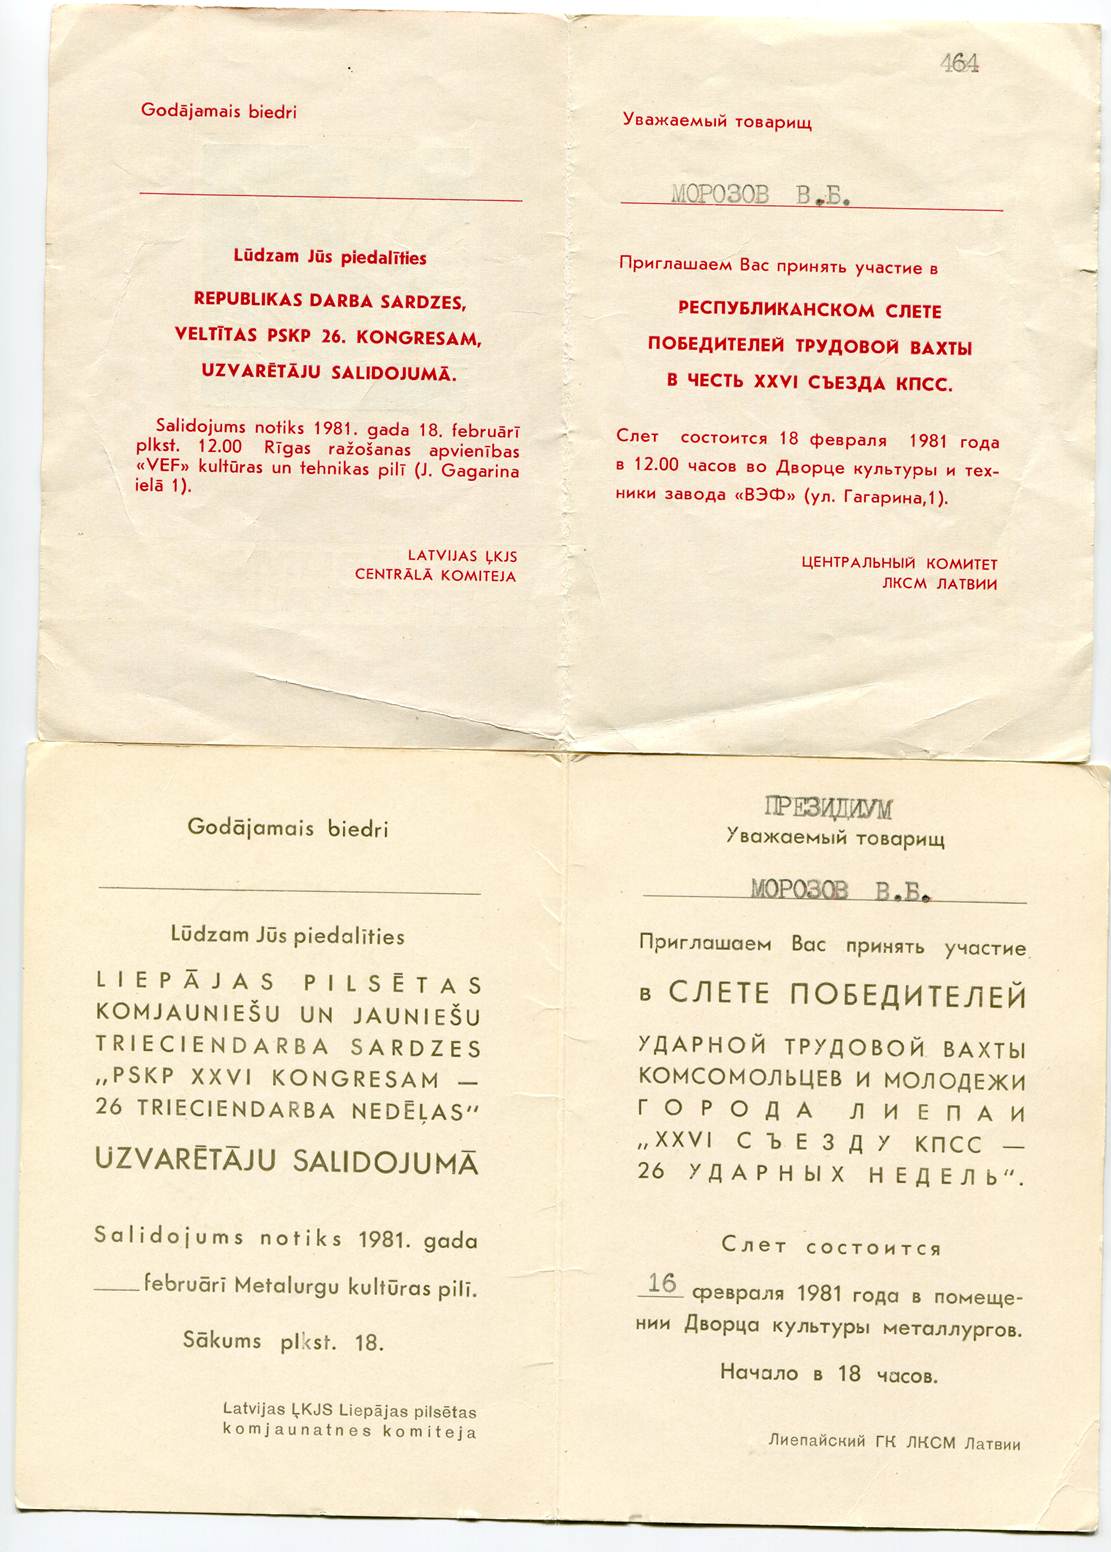 Godājamais biedri
Lūdzam Jūs piedalīties
REPUBLIKAS DARBA SARDZES,
VELTĪTAS PSKP 26. KONGRESAM,
UZVARĒTĀJU SALIDOJUMĀ.
Salidojums notiks 1981. gada 18. februārī
plkst. 12.00 Rīgas ražošanas apvienības
«VEF» kultūras un tehnikas pilī (J. Gagarina
ielā 1).
LATVIJAS ĻKJS
CENTRĀLĀ KOMITEJA
464
Уважаемый товарищ
МОРОЗОВ В.Б.
Приглашаем Вас принять участие в
РЕСПУБЛИКАНСКОМ СЛЕТЕ
ПОБЕДИТЕЛЕЙ ТРУДОВОЙ ВАХТЫ
В ЧЕСТЬ XXVI СЪЕЗДА КПСС.
Слет состоится 18 февраля 1981 года
в 12.00 часов во Дворце культуры и тех-
ники завода «ВЭФ» (ул. Гагарина,1).
ЦЕНТРАЛЬНЫЙ КОМИТЕТ
ЛКСМ ЛАТВИИ
Godājamais biedri
Lūdzam Jūs piedalīties
LIEPĀJAS PILSĒTAS
KOMJAUNIEŠU UN JAUNIEŠU
TRIECIENDARBA SARDZES
„PSKP XXVI KONGRESAM —
26 TRIECIENDARBA NEDĒĻAS”
UZVARĒTĀJU SALIDOJUMĀ
Salidojums notiks 1981. gada
____februārī Metalurgu kultūras pilī.
Sākums plkst. 18.
Latvijas ĻKJS Liepājas pilsētas
komjaunatnes komiteja
ПРЕЗИДИУМ
Уважаемый товарищ
МОРОЗОВ В.Б.
Приглашаем Вас принять участие
в СЛЕТЕ ПОБЕДИТЕЛЕЙ
УДАРНОЙ ТРУДОВОЙ ВАХТЫ
КОМСОМОЛЬЦЕВ И МОЛОДЕЖИ
ГОРОДА ЛИЕПАИ
„XXVI СЪЕЗДУ КПСС —
26 УДАРНЫХ НЕДЕЛЬ”.
Слет состоится
16 февраля 1981 года в помеще-
нии Дворца культуры металлургов.
Начало в 18 часов.
Лиепайский ГК ЛКСМ Латвии